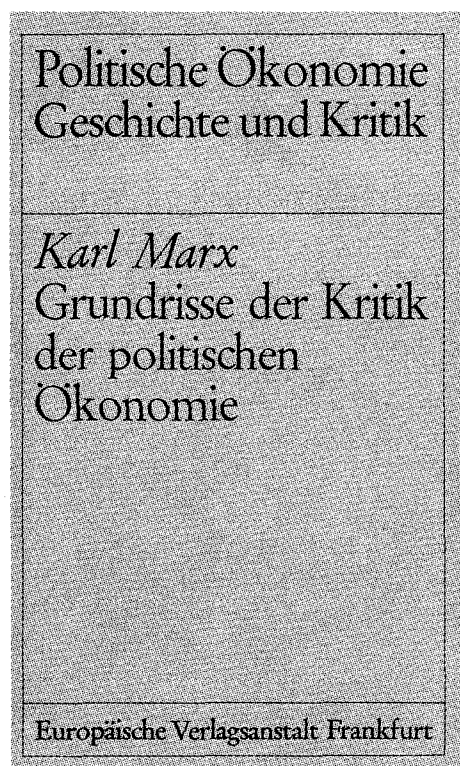 Politische Ökonomie
Geschichte und Kritik
Karl Marx
Grundrisse der Kritik
der politischen
Ökonomie
Europäische Verlagsanstalt Frankfurt